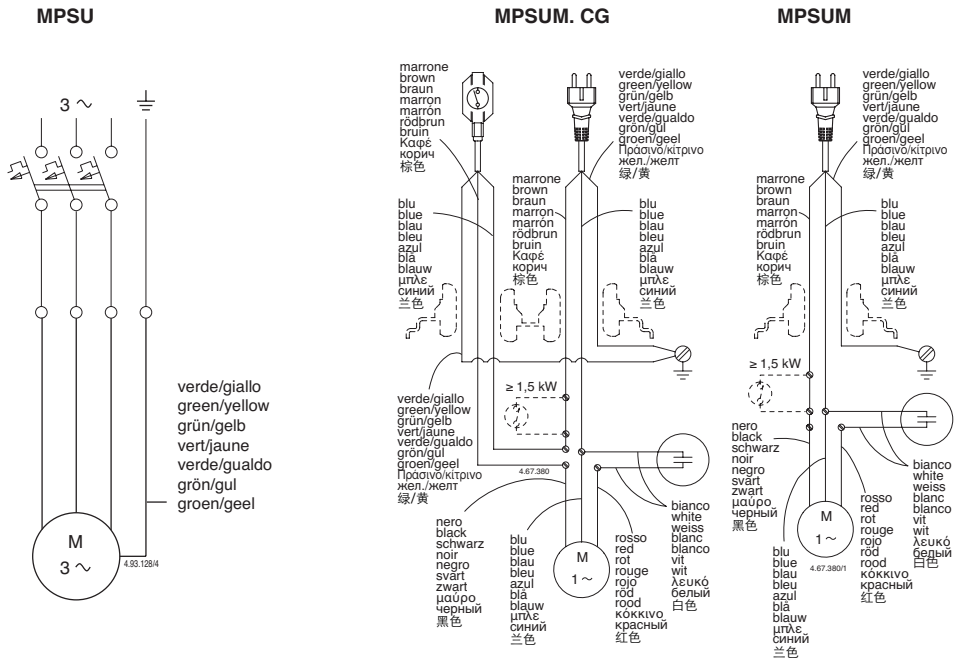 MPSU
MPSUM. CG
MPSUM
3 ∼
verde/giallo
green/yellow
grün/gelb
vert/jaune
verde/gualdo
grön/gul
groen/geel
M
3 ∼
4.93.128/4
marrone
brown
braun
marron
marrón
rödbrun
bruin
Καφέ
корич
棕色
verde/giallo
green/yellow
grün/gelb
vert/jaune
verde/gualdo
grön/gul
groen/geel
Πράσινο/κίτρινο
жел./желт
绿/黄
blu
blue
blau
bleu
azul
blå
blauw
μπλε
синий
兰色
marrone
brown
braun
marron
marrón
rödbrun
bruin
Καφέ
корич
棕色
blu
blue
blau
bleu
azul
blå
blauw
μπλε
синий
兰色
≥ 1,5 kW
verde/giallo
green/yellow
grün/gelb
vert/jaune
verde/gualdo
grön/gul
groen/geel
Πράσινο/κίτρινο
жел./желт
绿/黄
4.67.380
nero
black
schwarz
noir
negro
svart
zwart
μαύρο
черный
黑色
blu
blue
blau
bleu
azul
blå
blauw
μπλε
синий
兰色
M
1 ∼
rosso
red
rot
rouge
rojo
röd
rood
κόκκινο
красный
红色
bianco
white
weiss
blanc
blanco
vit
wit
λευκό
белый
白色
verde/giallo
green/yellow
grün/gelb
vert/jaune
verde/gualdo
grön/gul
groen/geel
Πράσινο/κίτρινο
жел./желт
绿/黄
marrone
brown
braun
marron
marrón
rödbrun
bruin
Καφέ
корич
棕色
blu
blue
blau
bleu
azul
blå
blauw
μπλε
синий
兰色
≥ 1,5 kW
nero
black
schwarz
noir
negro
svart
zwart
μαύρο
черный
黑色
blu
blue
blau
bleu
azul
blå
blauw
μπλε
синий
兰色
M
1 ∼
4.67.380/1
rosso
red
rot
rouge
rojo
röd
rood
κόκκινο
красный
红色
bianco
white
weiss
blanc
blanco
vit
wit
λευκό
белый
白色